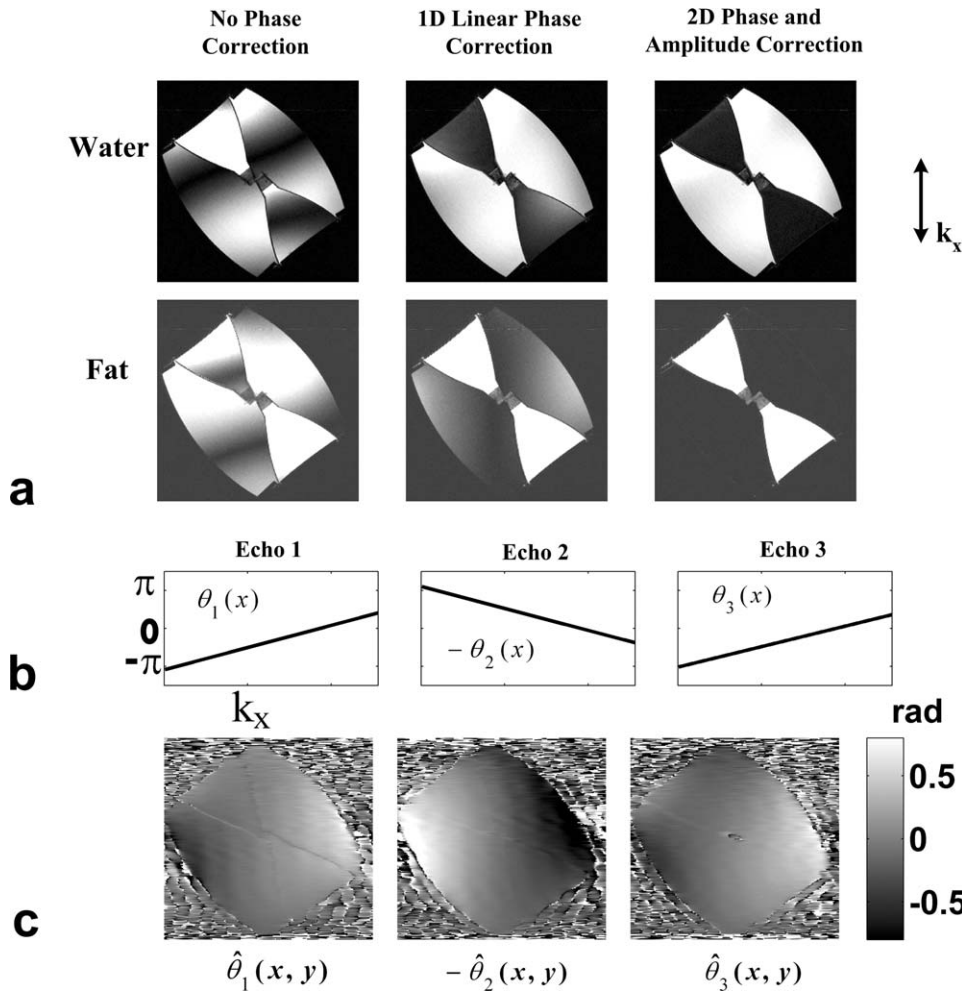 No Phase Correction
1D Linear Phase Correction
2D Phase and Amplitude Correction
Water
kx
Fat
a
Echo 1
Echo 2
Echo 3
π
0
-π
θ1(x)
-θ2(x)
θ3(x)
b
kx
rad
0.5
0
-0.5
c
θ̂1(x, y)
-θ̂2(x, y)
θ̂3(x, y)